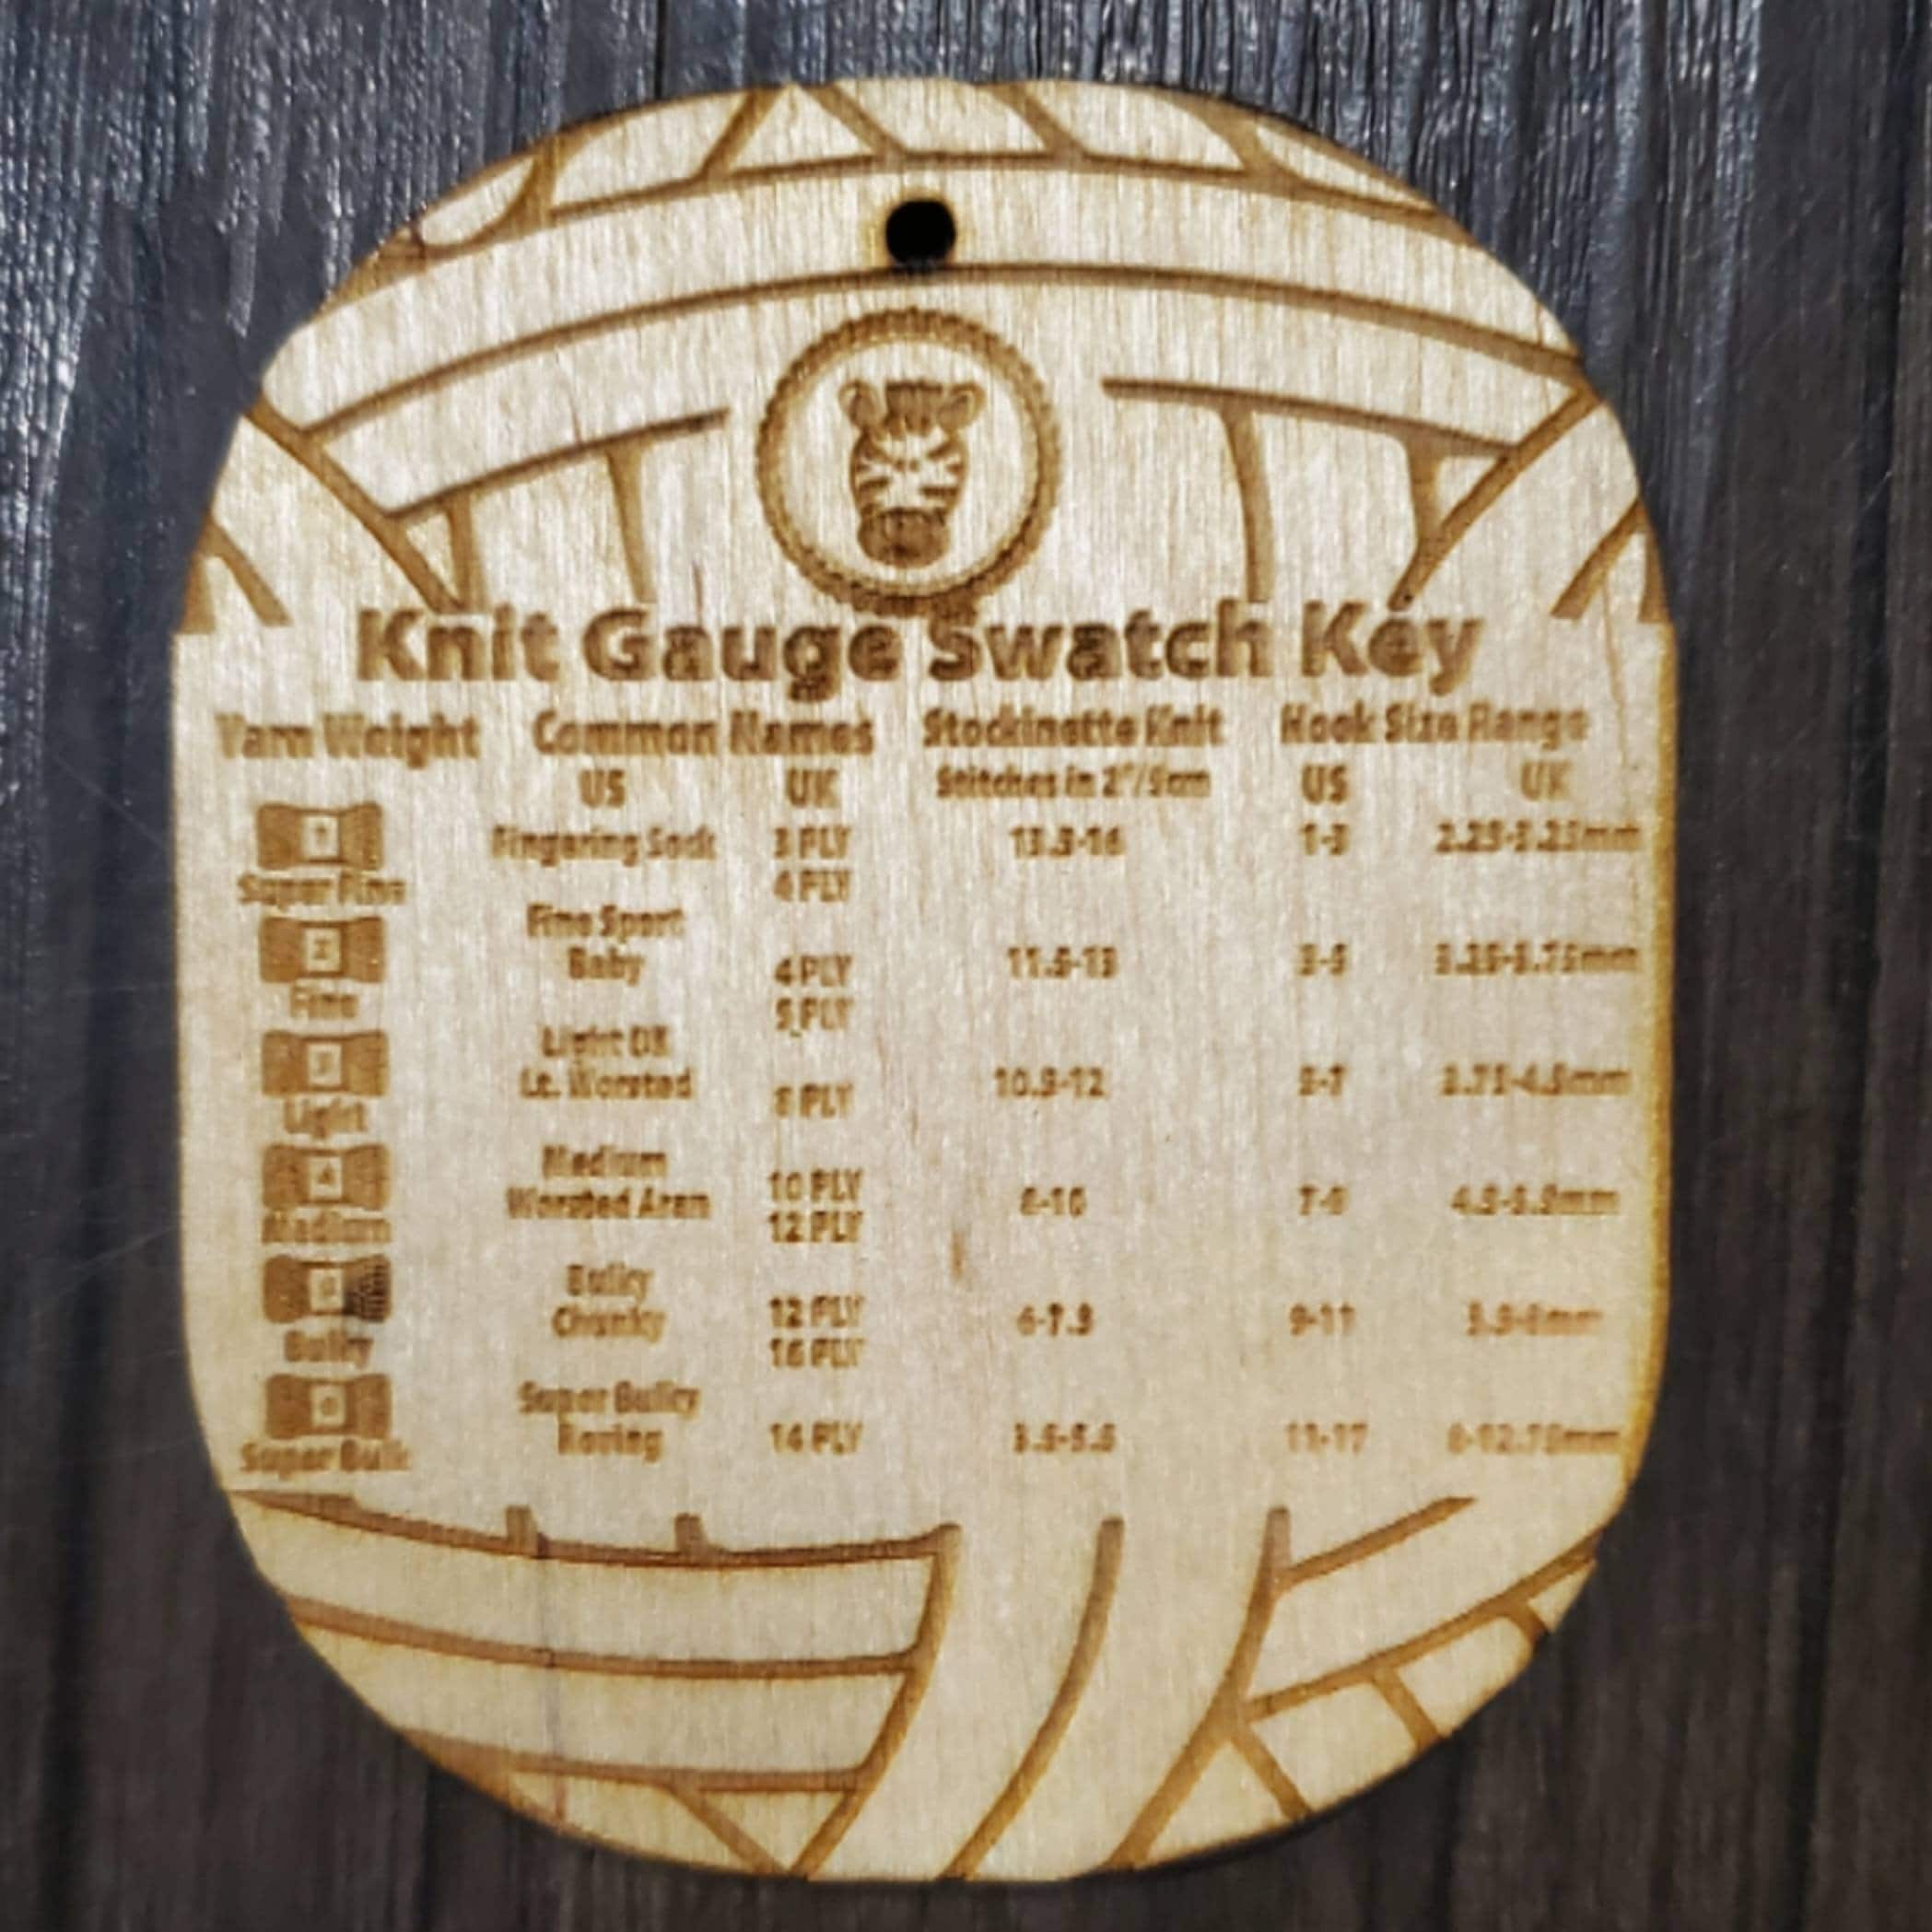 Knit Gauge Swatch Key
Yarn Weight Common Names Stockinette Knit Hook Size Range
US UK Stitches in 2"/5cm US UK
1 Fingering Sock 3 PLY 13.5-16 1-3 2.25-3.25mm
Super Fine 4 PLY
Fine Sport
2 Baby 4 PLY 11.5-13 3-5 3.25-3.75mm
Fine 5 PLY
Light DK
3 Lt. Worsted 8 PLY 10.5-12 5-7 3.75-4.5mm
Light
Medium
4 Worsted Aran 10 PLY 8-10 7-9 4.5-5.5mm
Medium 12 PLY
Bulky
5 Chunky 12 PLY 6-7.5 9-11 5.5-8mm
Bulky 16 PLY
Super Bulky
6 Roving 14 PLY 11-17 8-12.75mm
Super Bulk